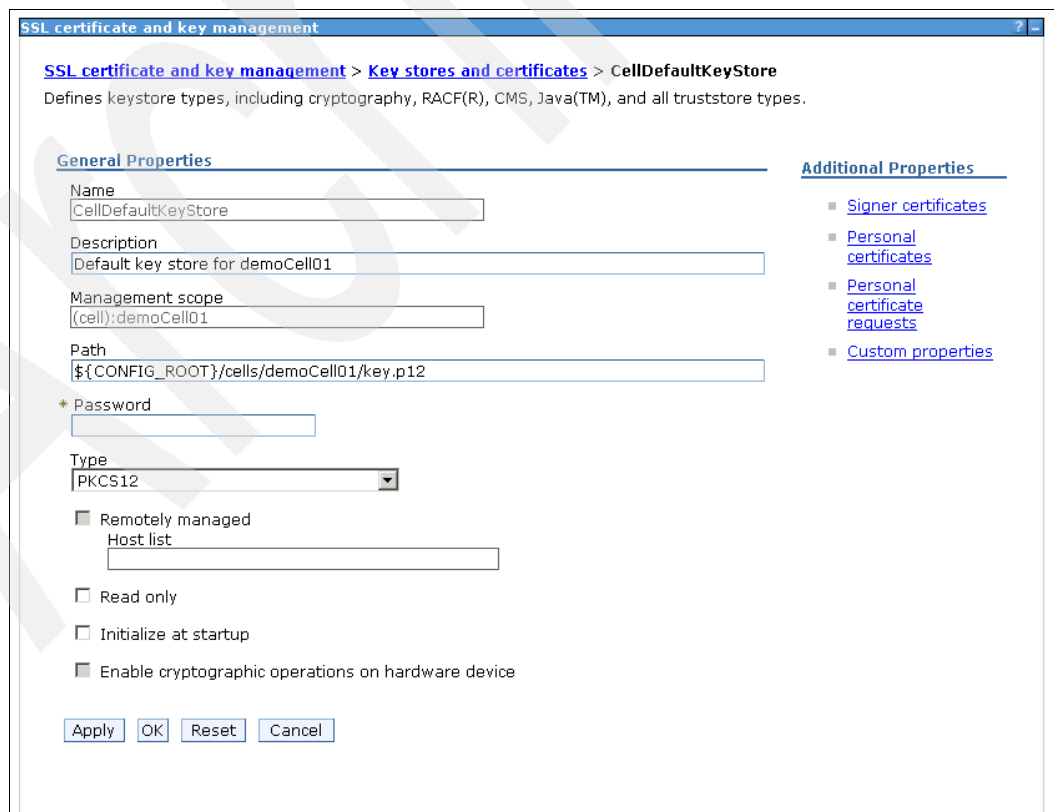 SSL certificate and key management
? -
SSL certificate and key management > Key stores and certificates > CellDefaultKeyStore
Defines keystore types, including cryptography, RACF(R), CMS, Java(TM), and all truststore types.
General Properties
Name
CellDefaultKeyStore
Description
Default key store for demoCell01
Management scope
(cell):demoCell01
Path
${CONFIG_ROOT}/cells/demoCell01/key.p12
* Password
Type
PKCS12
Remotely managed
Host list
Read only
Initialize at startup
Enable cryptographic operations on hardware device
Apply OK Reset Cancel
Additional Properties
Signer certificates
Personal
certificates
Personal
certificate
requests
Custom properties